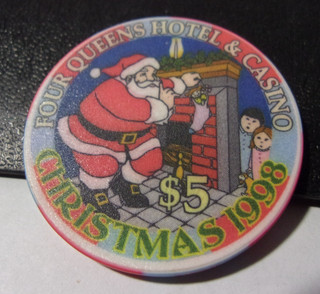 FOUR QUEENS HOTEL & CASINO
$5
CHRISTMAS 1998